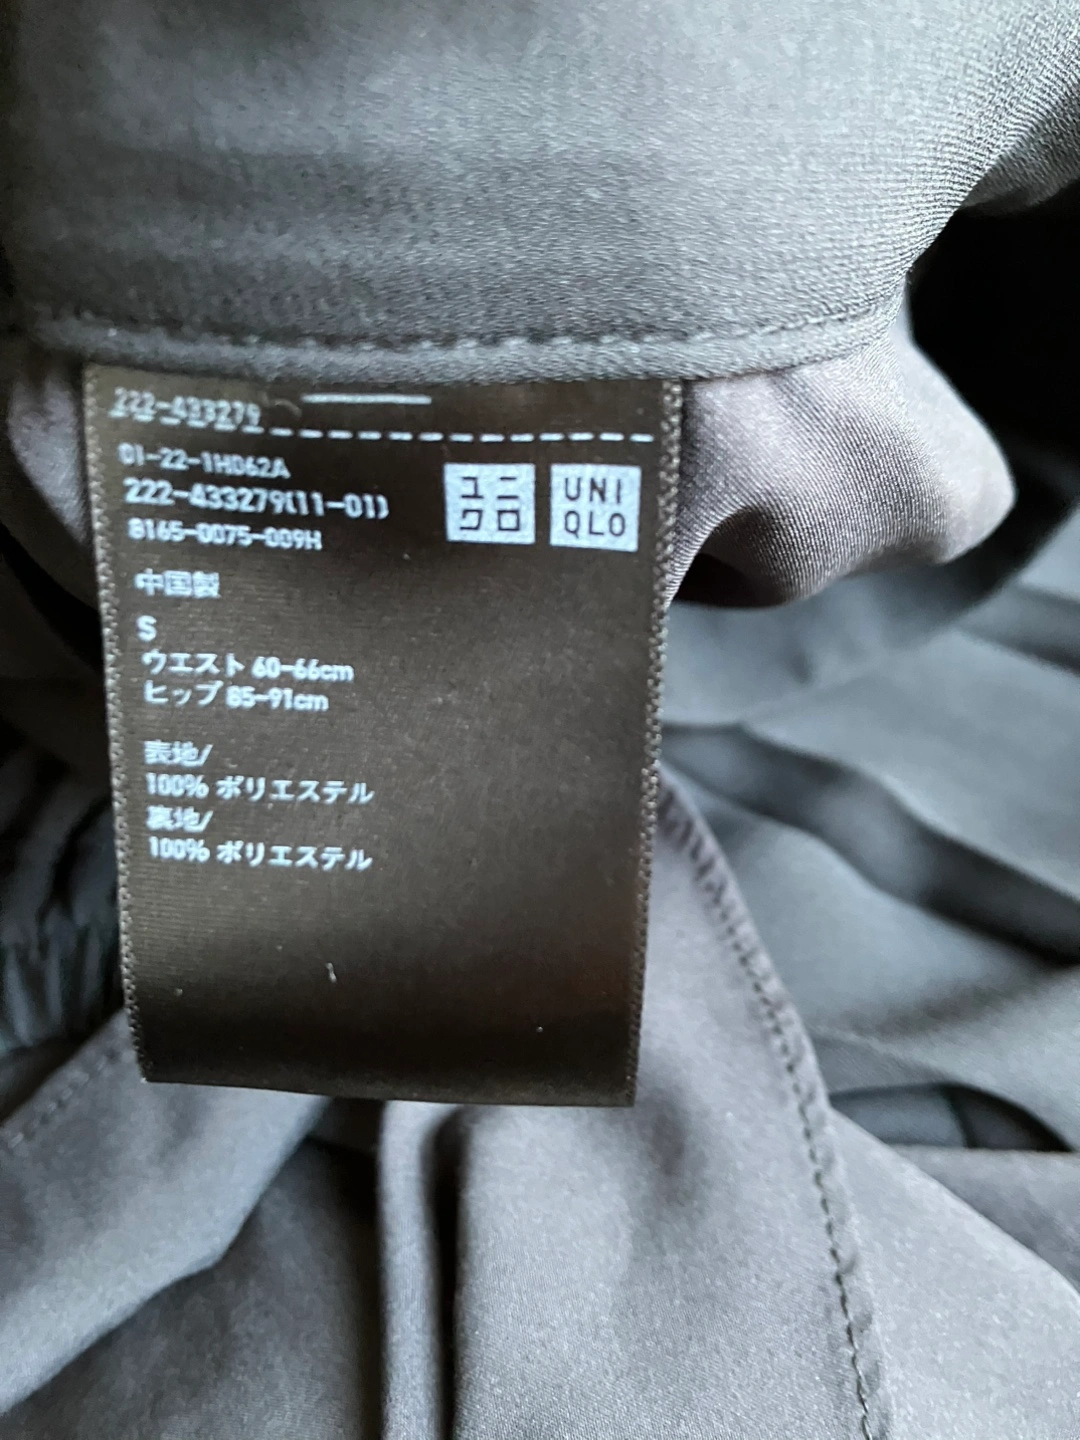 222-433279
01-22-1H062A
222-433279(11-01)
8165-0075-009H
ユニ
クロ
UNI
QLO
中国製
S
ウエスト 60-66cm
ヒップ 85-91cm
表地/
100% ポリエステル
裏地/
100% ポリエステル